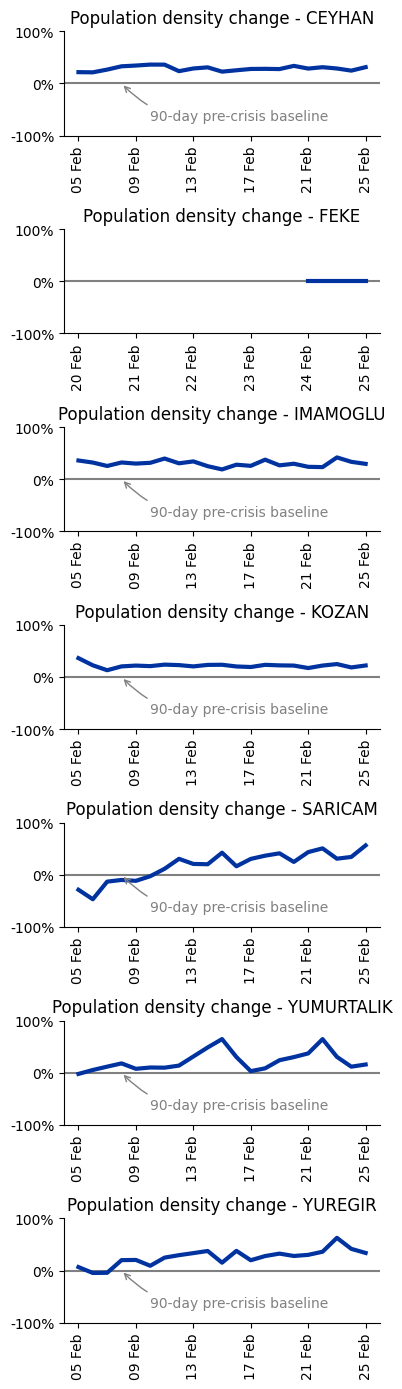 Population density change - CEYHAN
100%
0%
-100%
90-day pre-crisis baseline
05 Feb
09 Feb
13 Feb
17 Feb
21 Feb
25 Feb
Population density change - FEKE
100%
0%
-100%
20 Feb
21 Feb
22 Feb
23 Feb
24 Feb
25 Feb
Population density change - IMAMOGLU
100%
0%
-100%
90-day pre-crisis baseline
05 Feb
09 Feb
13 Feb
17 Feb
21 Feb
25 Feb
Population density change - KOZAN
100%
0%
-100%
90-day pre-crisis baseline
05 Feb
09 Feb
13 Feb
17 Feb
21 Feb
25 Feb
Population density change - SARICAM
100%
0%
-100%
90-day pre-crisis baseline
05 Feb
09 Feb
13 Feb
17 Feb
21 Feb
25 Feb
Population density change - YUMURTALIK
100%
0%
-100%
90-day pre-crisis baseline
05 Feb
09 Feb
13 Feb
17 Feb
21 Feb
25 Feb
Population density change - YUREGIR
100%
0%
-100%
90-day pre-crisis baseline
05 Feb
09 Feb
13 Feb
17 Feb
21 Feb
25 Feb